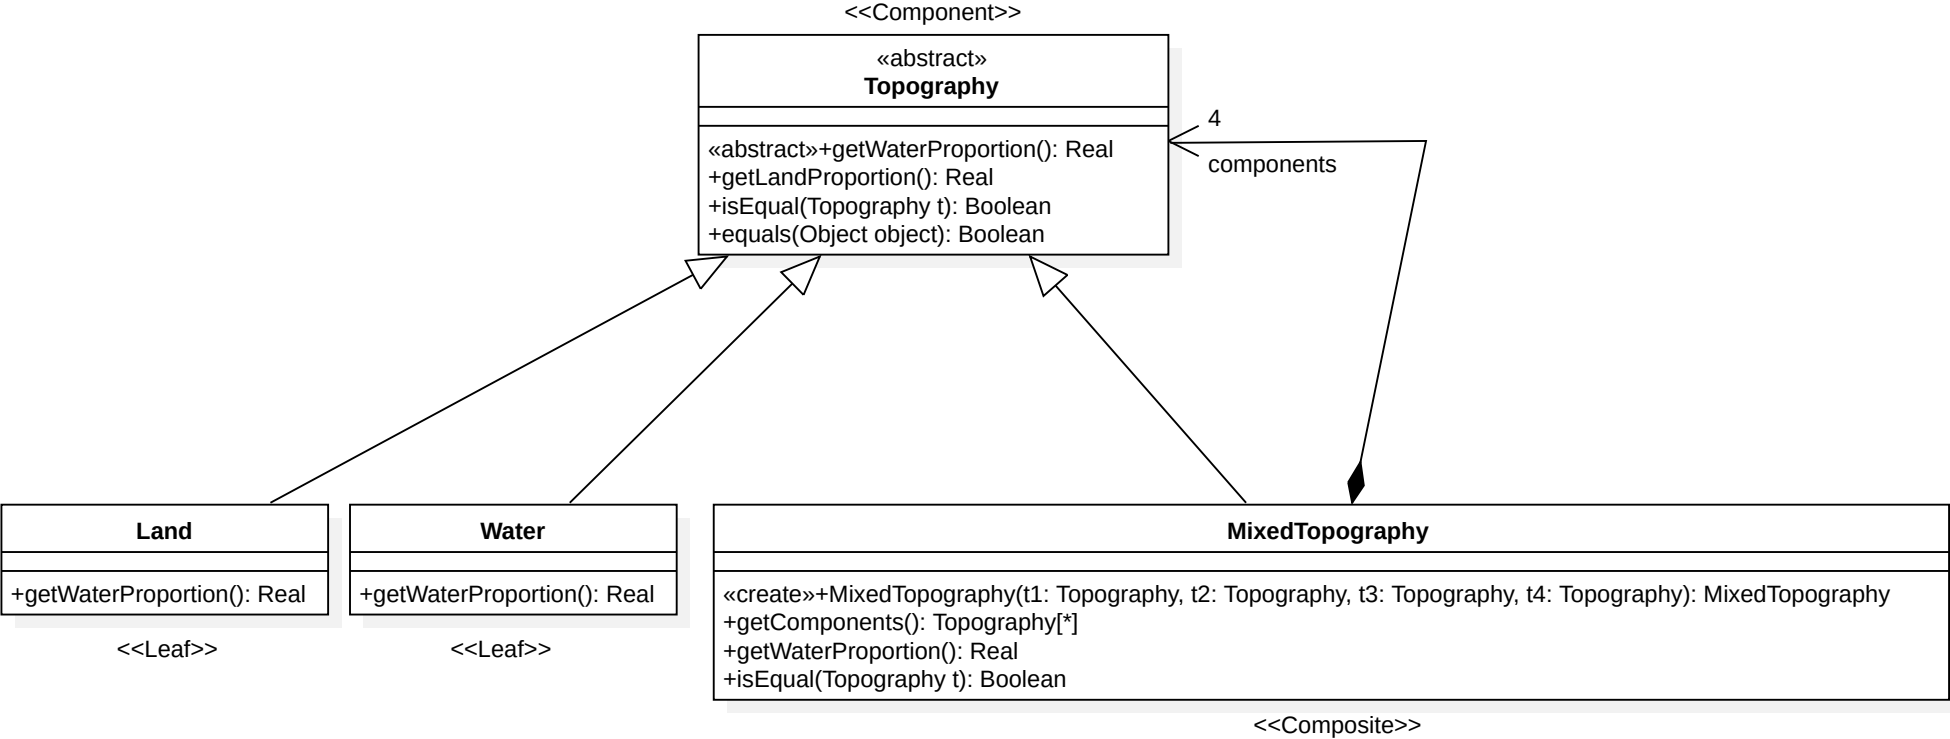 <<Component>>
«abstract»
Topography
«abstract»+getWaterProportion(): Real
+getLandProportion(): Real
+isEqual(Topography t): Boolean
+equals(Object object): Boolean
4
components
Land
+getWaterProportion(): Real
<<Leaf>>
Water
+getWaterProportion(): Real
<<Leaf>>
MixedTopography
«create»+MixedTopography(t1: Topography, t2: Topography, t3: Topography, t4: Topography): MixedTopography
+getComponents(): Topography[*]
+getWaterProportion(): Real
+isEqual(Topography t): Boolean
<<Composite>>